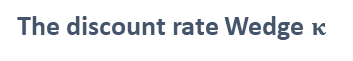 The discount rate Wedge κ